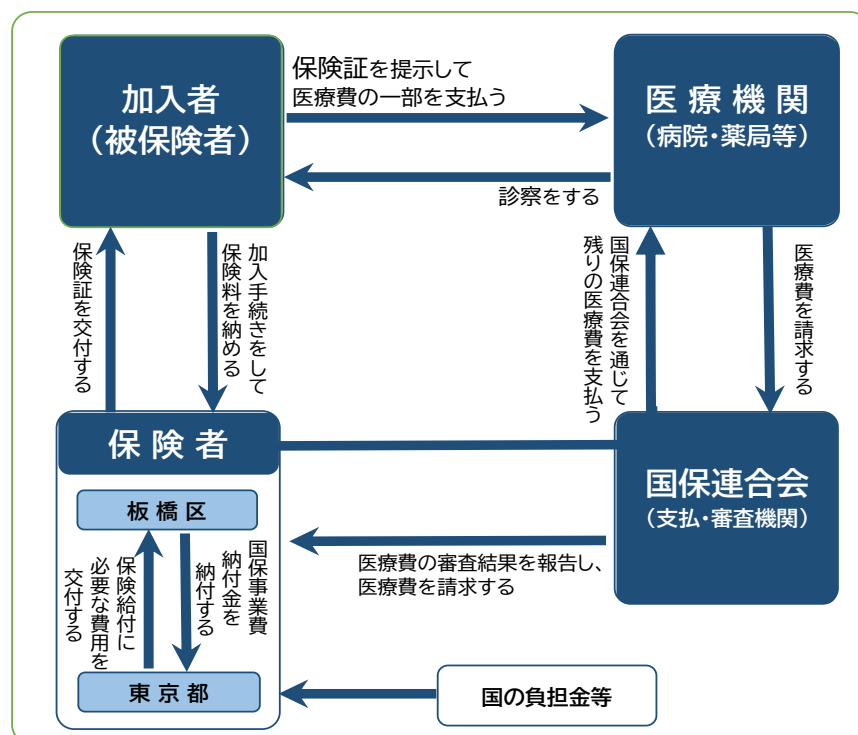 加入者
（被保険者）
保険証を提示して
医療費の一部を支払う
医療機関
（病院・薬局等）
診察をする
保険証を交付する
加入手続きをして
保険料を納める
国保連合会を通じて
残りの医療費を支払う
医療費を請求する
保険者
板橋区
保険給付に
必要な費用を
交付する
国保事業費
納付金を
納付する
東京都
国保連合会
（支払・審査機関）
医療費の審査結果を報告し、
医療費を請求する
国の負担金等